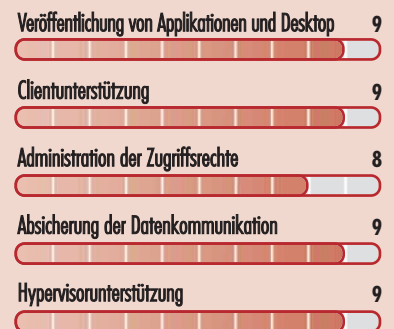 Veröffentlichung von Applikationen und Desktop 9
Clientunterstützung 9
Administration der Zugriffsrechte 8
Absicherung der Datenkommunikation 9
Hypervisorunterstützung 9